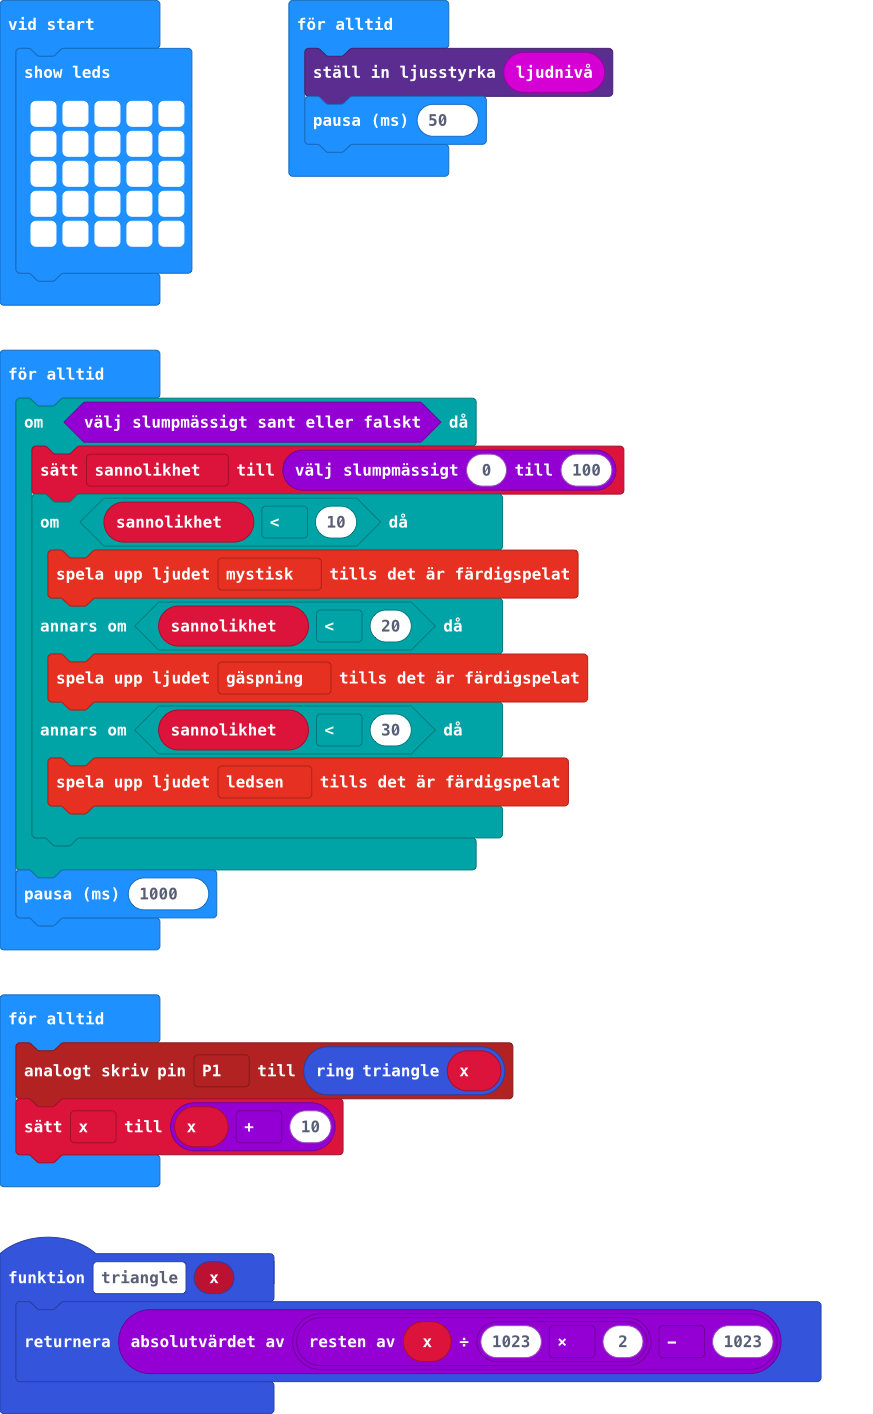 vid start
show leds
för alltid
ställ in ljusstyrka ljudnivå
pausa (ms) 50
för alltid
om välj slumpmässigt sant eller falskt då
sätt sannolikhet till välj slumpmässigt 0 till 100
om sannolikhet < 10 då
spela upp ljudet mystisk tills det är färdigspelat
annars om sannolikhet < 20 då
spela upp ljudet gäspning tills det är färdigspelat
annars om sannolikhet < 30 då
spela upp ljudet ledsen tills det är färdigspelat
pausa (ms) 1000
för alltid
analogt skriv pin P1 till ring triangle x
sätt x till x + 10
funktion triangle x
returnera absolutvärdet av resten av x ÷ 1023 × 2 − 1023